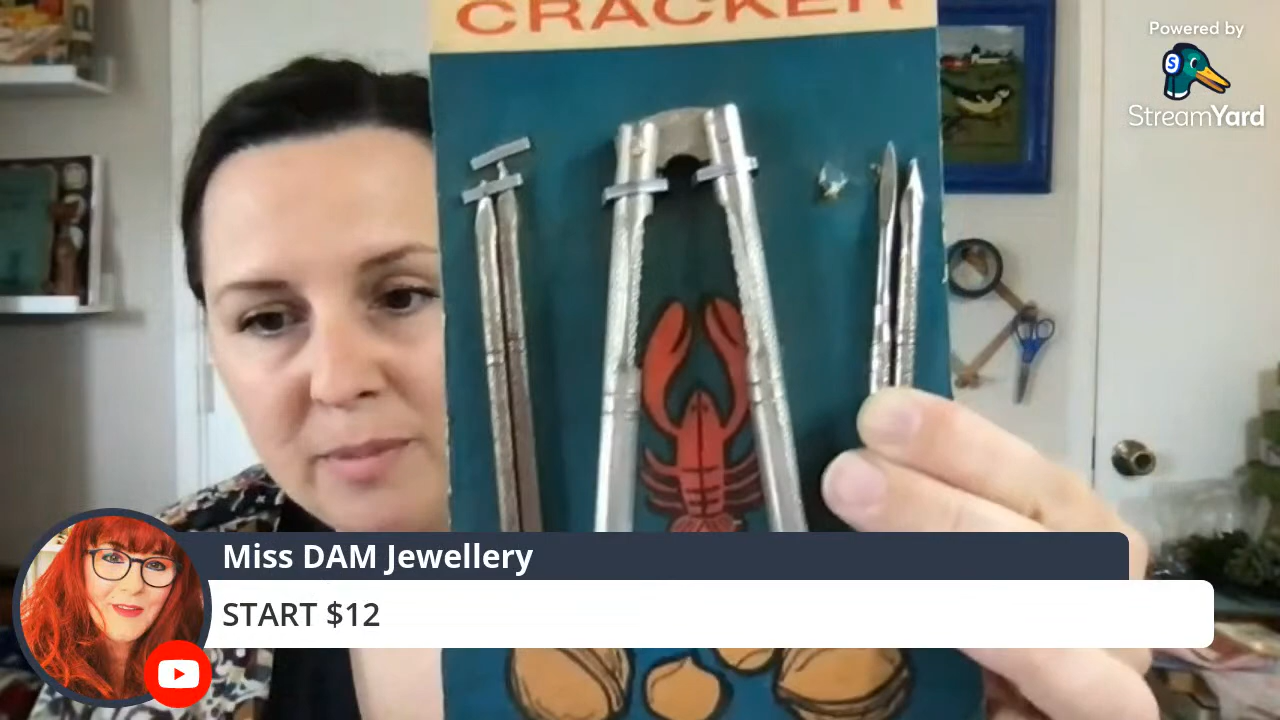 CRACKER
Powered by
S
StreamYard
Miss DAM Jewellery
START $12